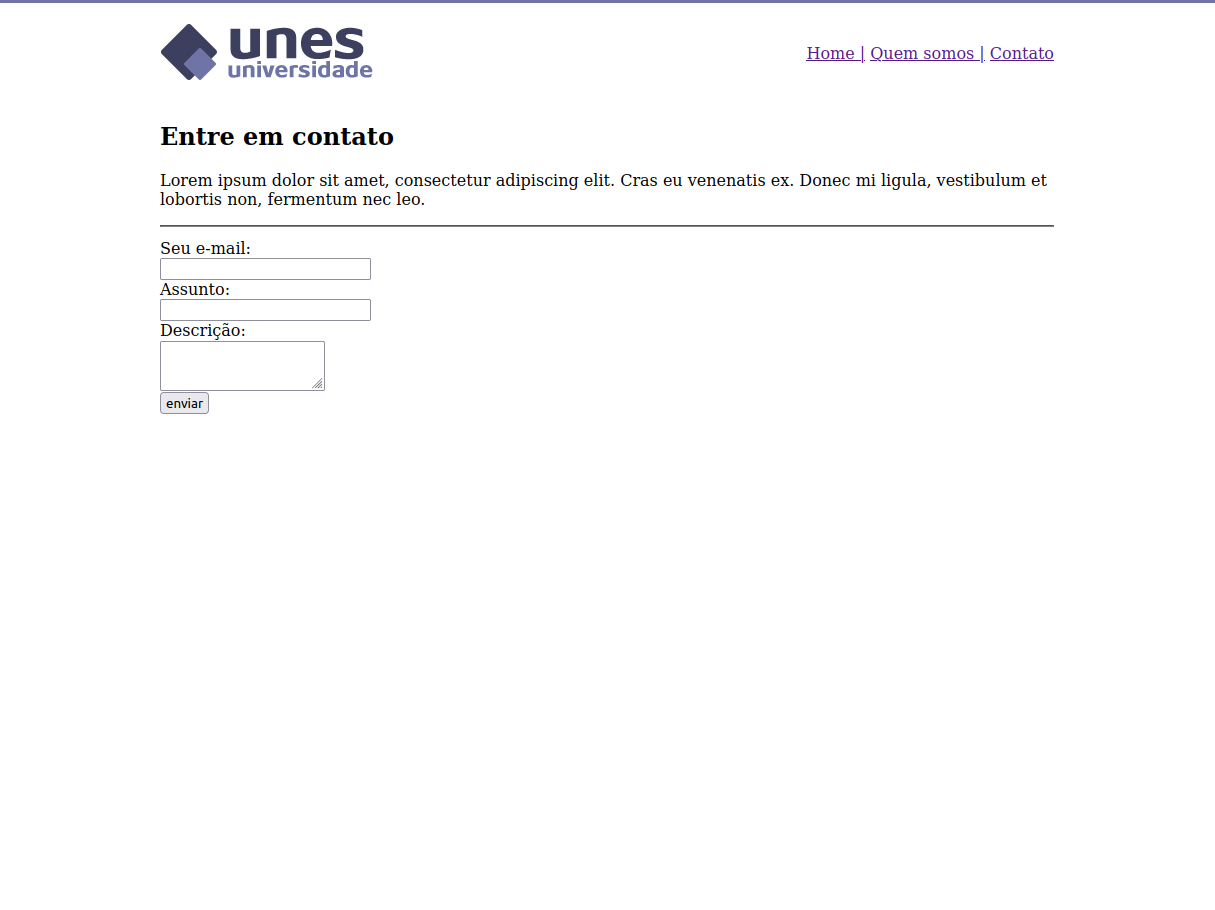 unes
universidade
Home | Quem somos | Contato
Entre em contato
Lorem ipsum dolor sit amet, consectetur adipiscing elit. Cras eu venenatis ex. Donec mi ligula, vestibulum et
lobortis non, fermentum nec leo.
Seu e-mail:
Assunto:
Descrição:
enviar